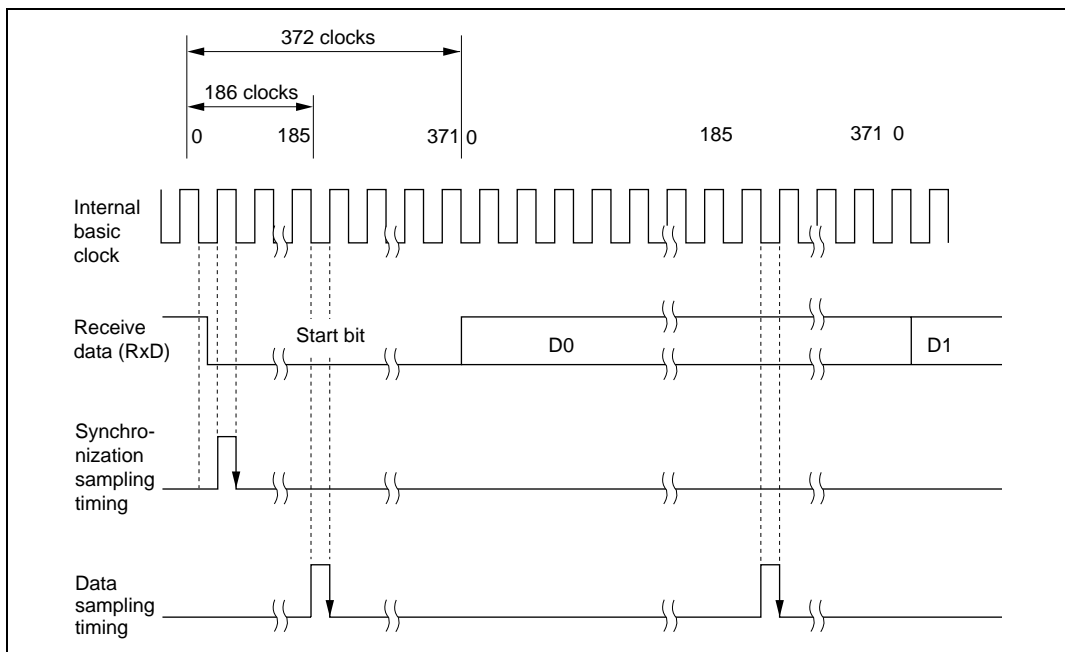 372 clocks
186 clocks
0
185
371 0
185
371 0
Internal
basic
clock
Receive
data (RxD)
Start bit
D0
D1
Synchro-
nization
sampling
timing
Data
sampling
timing